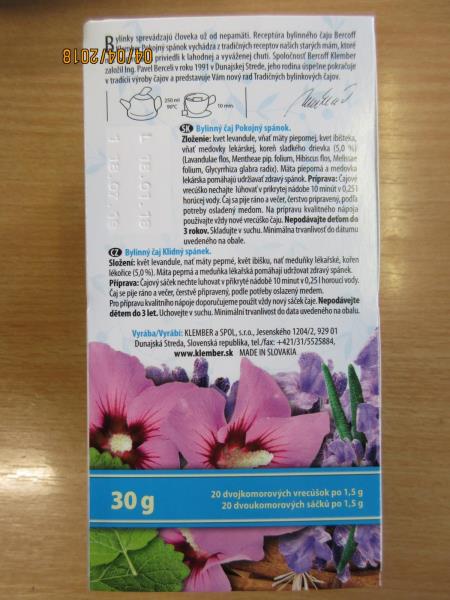 Bylinky sprevádzajú človeka už od nepamäti. Receptúra bylinného čaju Bercoff
Klember Pokojný spánok vychádza z tradičných receptov našich starých mám, ktoré
priviedli k lahodnej a vyváženej chuti. Spoločnosť Bercoff Klember
založil Ing. Pavel Berceli v roku 1991 v Dunajskej Strede, jeho rodina úspešne pokračuje
v tradícii výroby čajov a predstavuje Vám nový rad Tradičných bylinkových čajov.
04/04/2018
250 ml
90°C
10 min.
L 18.01.18
1 18.07.19
SK Bylinný čaj Pokojný spánok.
Zloženie: kvet levandule, vňať mäty piepornej, kvet ibišteka,
vňať medovky lekárskej, koreň sladkého drievka (5,0 %)
(Lavandulae flos, Mentheae pip. folium, Hibiscus flos, Melissae
folium, Glycyrrhiza glabra radix). Mäta pieporná a medovka
lekárska pomáhajú udržiavať zdravý spánok. Príprava: Čajové
vrecúško nechajte lúhovať v prikrytej nádobe 10 minút v 0,25 l
horúcej vody. Čaj sa pije ráno a večer, čerstvo pripravený, podľa
potreby osladený medom. Na prípravu kvalitného nápoja
používajte vždy nové vrecúško čaju. Nepodávajte deťom do
3 rokov. Skladujte v suchu. Minimálna trvanlivosť do dátumu
uvedeného na obale.
CZ Bylinný čaj Klidný spánek.
Složení: květ levandule, nať máty peprné, květ ibišku, nať meduňky lékařské, kořen
lékořice (5,0 %). Máta peprná a meduňka lékařská pomáhají udržovat zdravý spánek.
Příprava: Čajový sáček nechte luhovat v přikryté nádobě 10 minut v 0,25 l horoucí vody.
Čaj se pije ráno a večer, čerstvě připravený, podle potřeby oslazený medem.
Pro přípravu kvalitního nápoje doporučujeme použít vždy nový sáček čaje. Nepodávejte
dětem do 3 let. Uchovejte v suchu. Minimální trvanlivost do data uvedeného na obalu.
Vyrába/Vyrábí: KLEMBER a SPOL, s.r.o., Jesenského 1204/2, 929 01
Dunajská Streda, Slovenská republika, tel./fax: +421/31/5525884,
www.klember.sk MADE IN SLOVAKIA
30 g
20 dvojkomorových vrecúšok po 1,5 g
20 dvoukomorových sáčků po 1,5 g